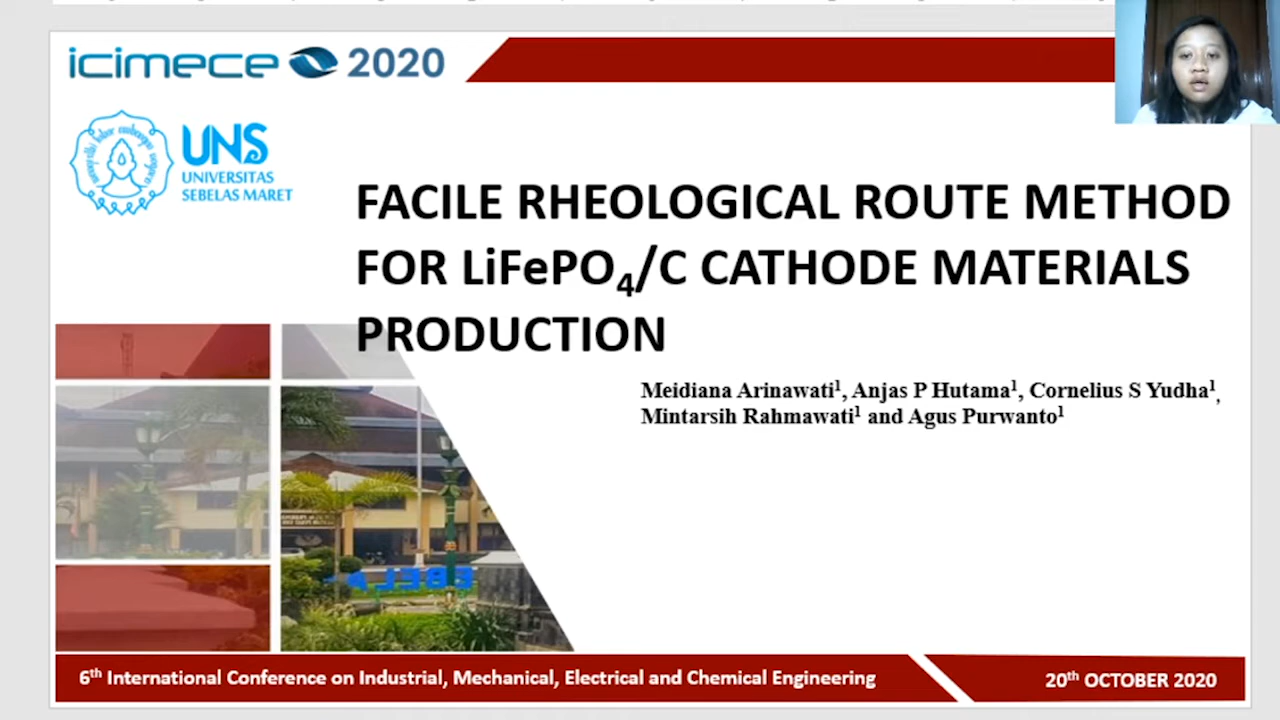 icimece 2020
UNS
UNIVERSITAS
SEBELAS MARET
FACILE RHEOLOGICAL ROUTE METHOD
FOR LiFePO₄/C CATHODE MATERIALS
PRODUCTION
Meidiana Arinawati¹, Anjas P Hutama¹, Cornelius S Yudha¹,
Mintarsih Rahmawati¹ and Agus Purwanto¹
6th International Conference on Industrial, Mechanical, Electrical and Chemical Engineering
20th OCTOBER 2020